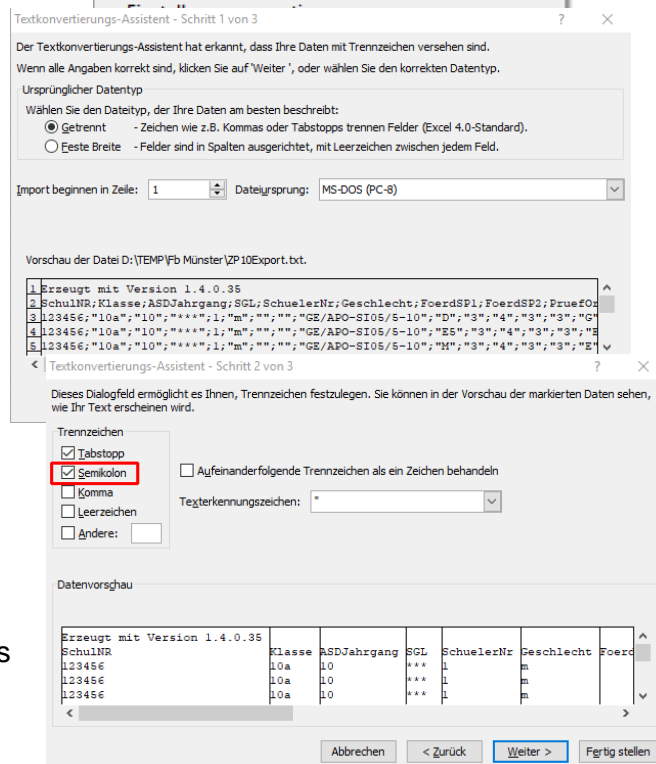 Textkonvertierungs-Assistent - Schritt 1 von 3
Der Textkonvertierungs-Assistent hat erkannt, dass Ihre Daten mit Trennzeichen versehen sind.
Wenn alle Angaben korrekt sind, klicken Sie auf 'Weiter ', oder wählen Sie den korrekten Datentyp.
Ursprünglicher Datentyp
Wählen Sie den Dateityp, der Ihre Daten am besten beschreibt:
Getrennt - Zeichen wie z.B. Kommas oder Tabstopps trennen Felder (Excel 4.0-Standard).
Feste Breite - Felder sind in Spalten ausgerichtet, mit Leerzeichen zwischen jedem Feld.
Import beginnen in Zeile: 1 Dateiursprung: MS-DOS (PC-8)
Vorschau der Datei D:\TEMP\Fb Münster\ZP10Export.txt.
1 Erzeugt mit Version 1.4.0.35
2 SchulNR;Klasse;ASDJahrgang;SGL;SchuelerNr;Geschlecht;FoerdSP1;FoerdSP2;PruefOr
3 123456;"10a";"10";"***";1;"m";"";"";"GE/APO-SI05/5-10";"D";"3";"4";"3";"3";"G"
4 123456;"10a";"10";"***";1;"m";"";"";"GE/APO-SI05/5-10";"E5";"3";"4";"3";"3";"E
5 123456;"10a";"10";"***";1;"m";"";"";"GE/APO-SI05/5-10";"M";"3";"4";"3";"3";"E"
Textkonvertierungs-Assistent - Schritt 2 von 3
Dieses Dialogfeld ermöglicht es Ihnen, Trennzeichen festzulegen. Sie können in der Vorschau der markierten Daten sehen,
wie Ihr Text erscheinen wird.
Trennzeichen
Tabstopp
Semikolon
Komma
Leerzeichen
Andere:
Aufeinanderfolgende Trennzeichen als ein Zeichen behandeln
Texterkennungszeichen: "
Datenvorschau
Erzeugt mit Version 1.4.0.35
SchulNR Klasse ASDJahrgang SGL SchuelerNr Geschlecht Foerd
123456 10a 10 *** 1 m
123456 10a 10 *** 1 m
123456 10a 10 *** 1 m
s
Abbrechen < Zurück Weiter > Fertig stellen